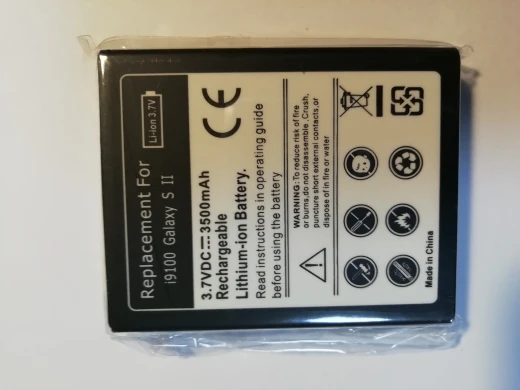 Replacement For
i9100 Galaxy S II
Li-ion 3.7V
3.7VDC 3500mAh
Rechargeable
Lithium-ion Battery.
Read instructions in operating guide
before using the battery
WARNING: To reduce risk of fire
or burns,do not disassemble .Crush,
puncture short external contacts,or
dispose of in fire or water
Made in China